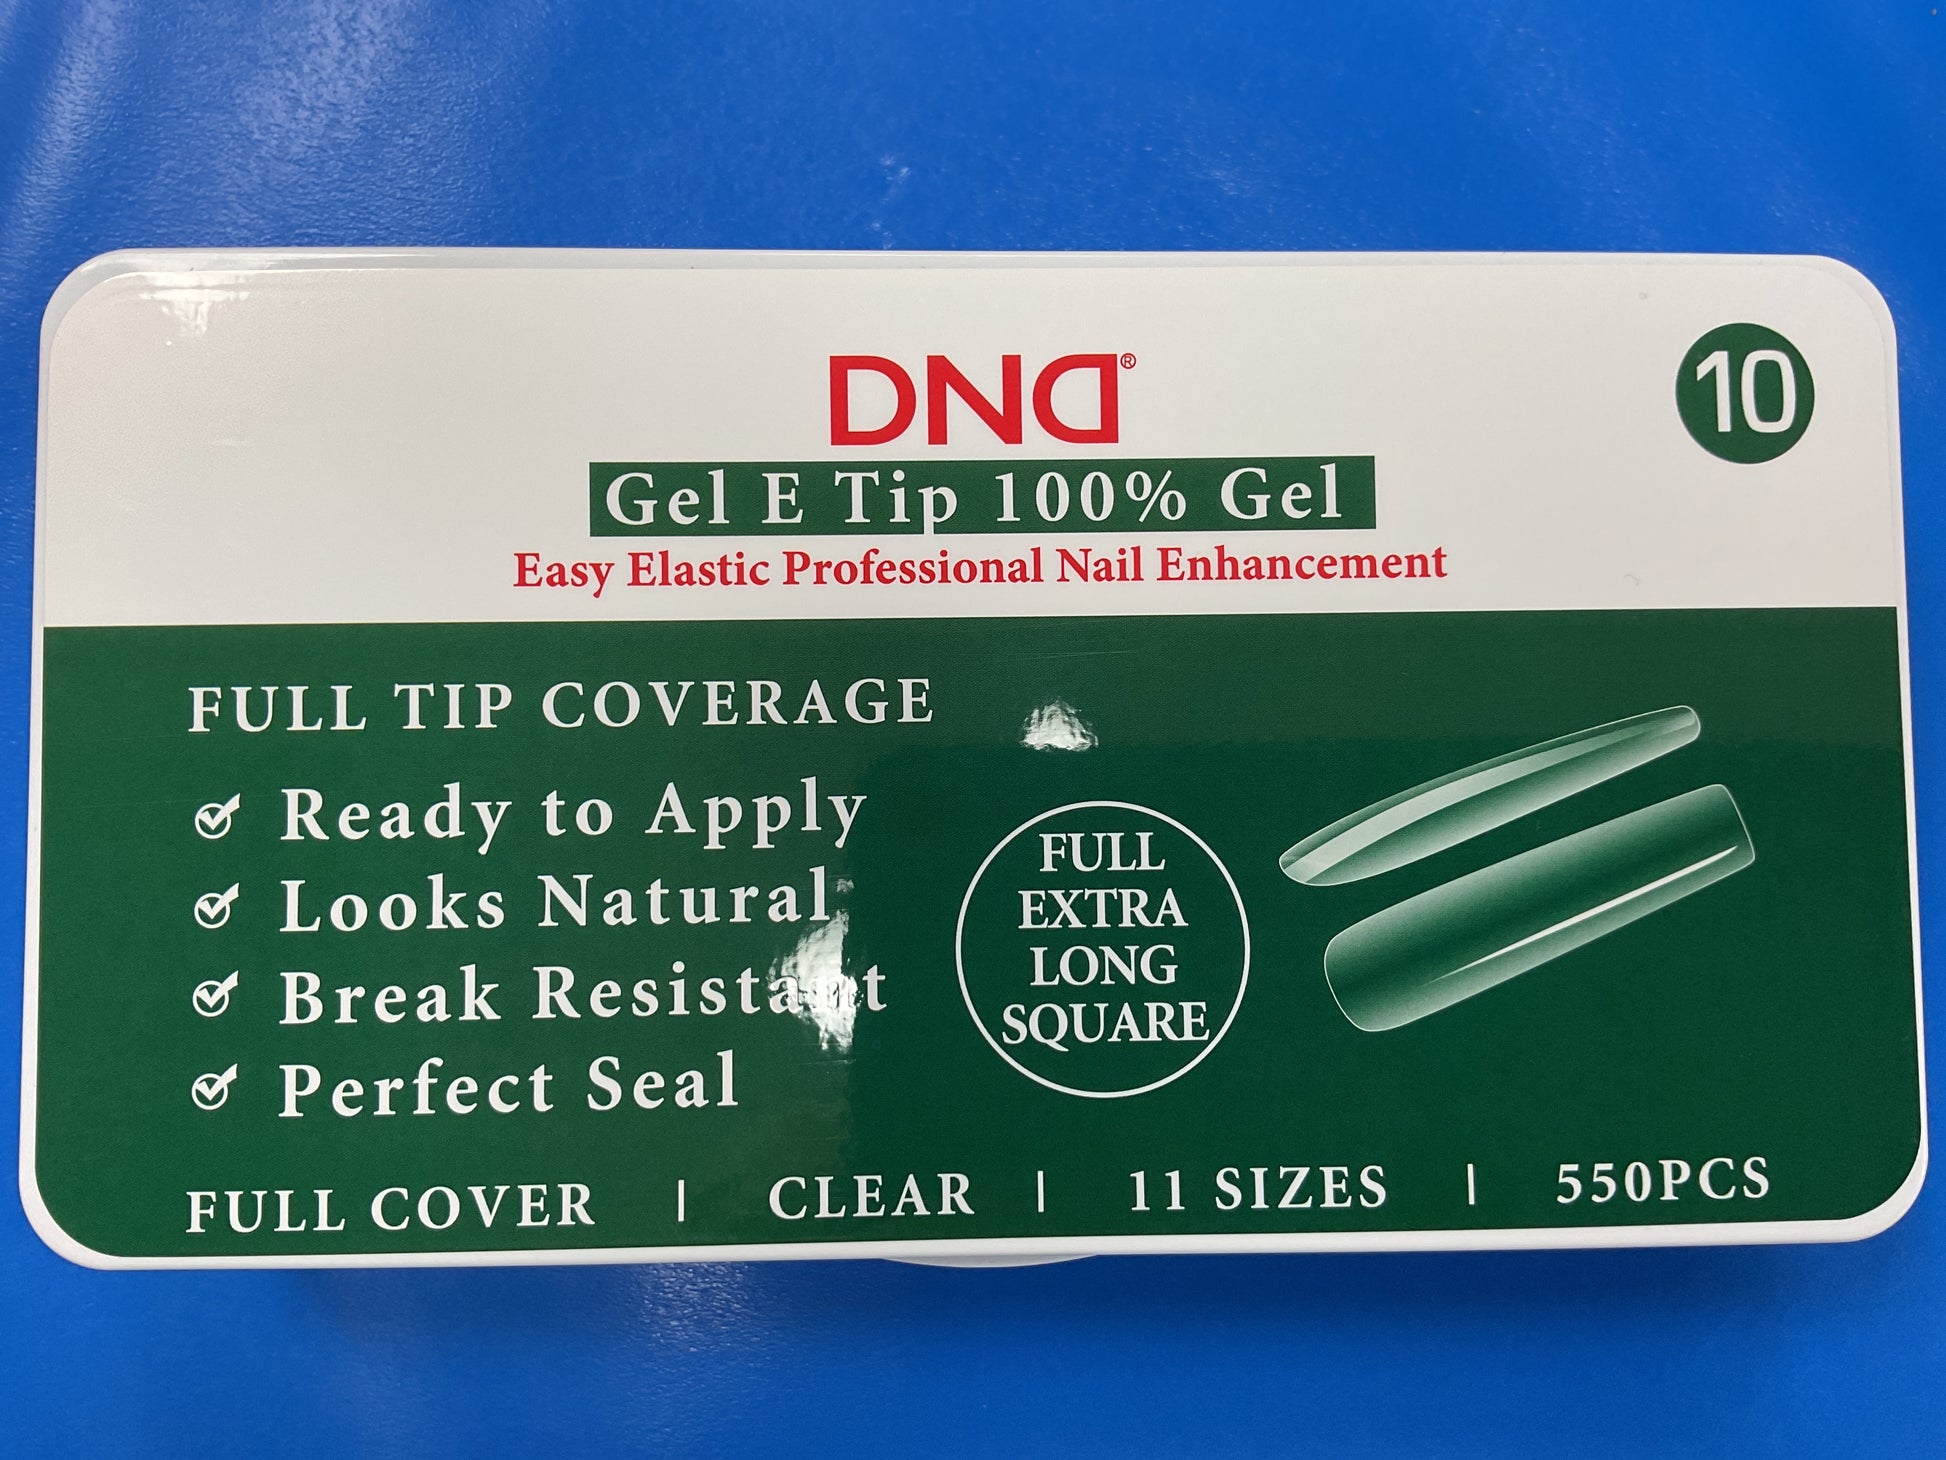 DND®
10
Gel E Tip 100% Gel
Easy Elastic Professional Nail Enhancement
FULL TIP COVERAGE
Ready to Apply
Looks Natural
Break Resistant
Perfect Seal
FULL
EXTRA
LONG
SQUARE
FULL COVER | CLEAR | 11 SIZES | 550PCS